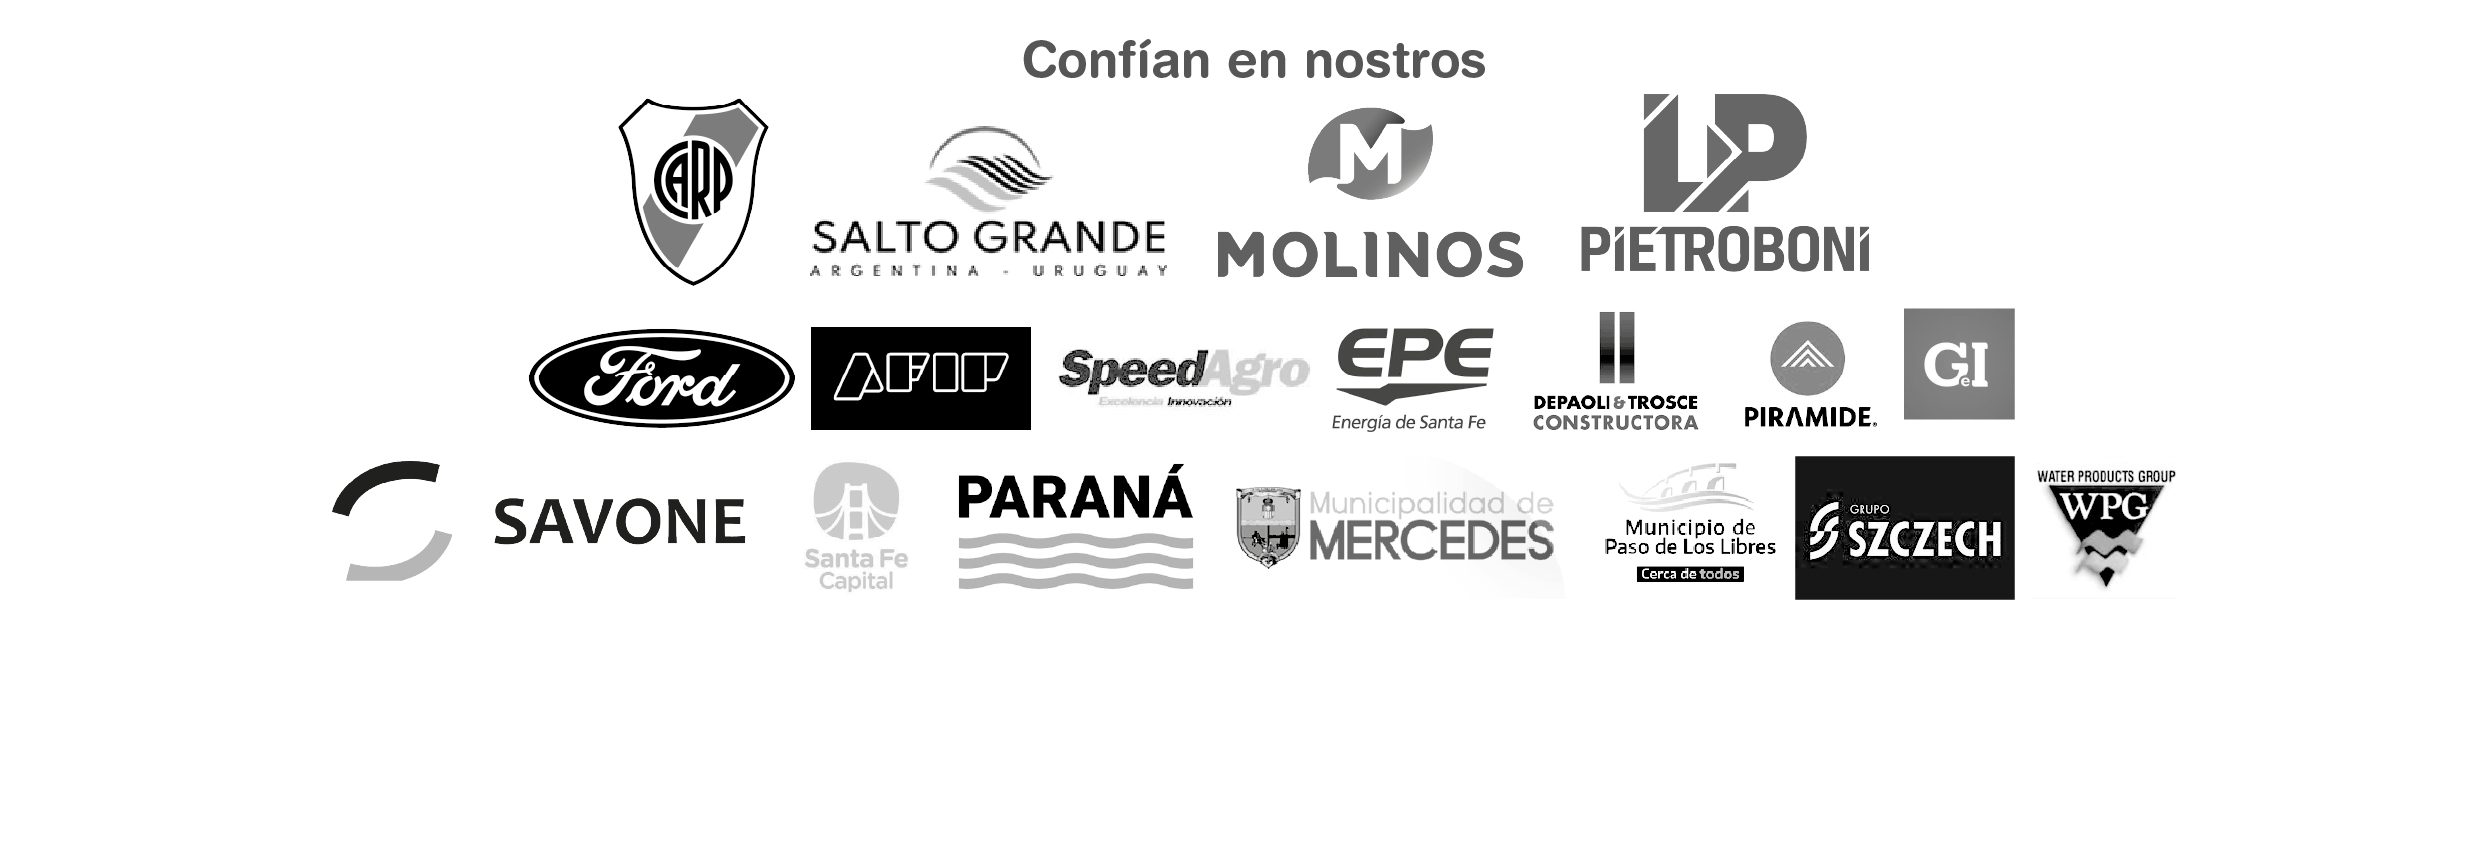 Confían en nostros
CARP
SALTO GRANDE
ARGENTINA - URUGUAY
M
MOLINOS
LP
PIETROBONI
Ford
AFIP
SpeedAgro
Excelencia Innovación
EPE
Energía de Santa Fe
DEPAOLI & TROSCE
CONSTRUCTORA
PIRAMIDE
GeI
SAVONE
Santa Fe
Capital
PARANÁ
Municipalidad de
MERCEDES
Municipio de
Paso de Los Libres
Cerca de todos
GRUPO
SZCZECH
WATER PRODUCTS GROUP
WPG